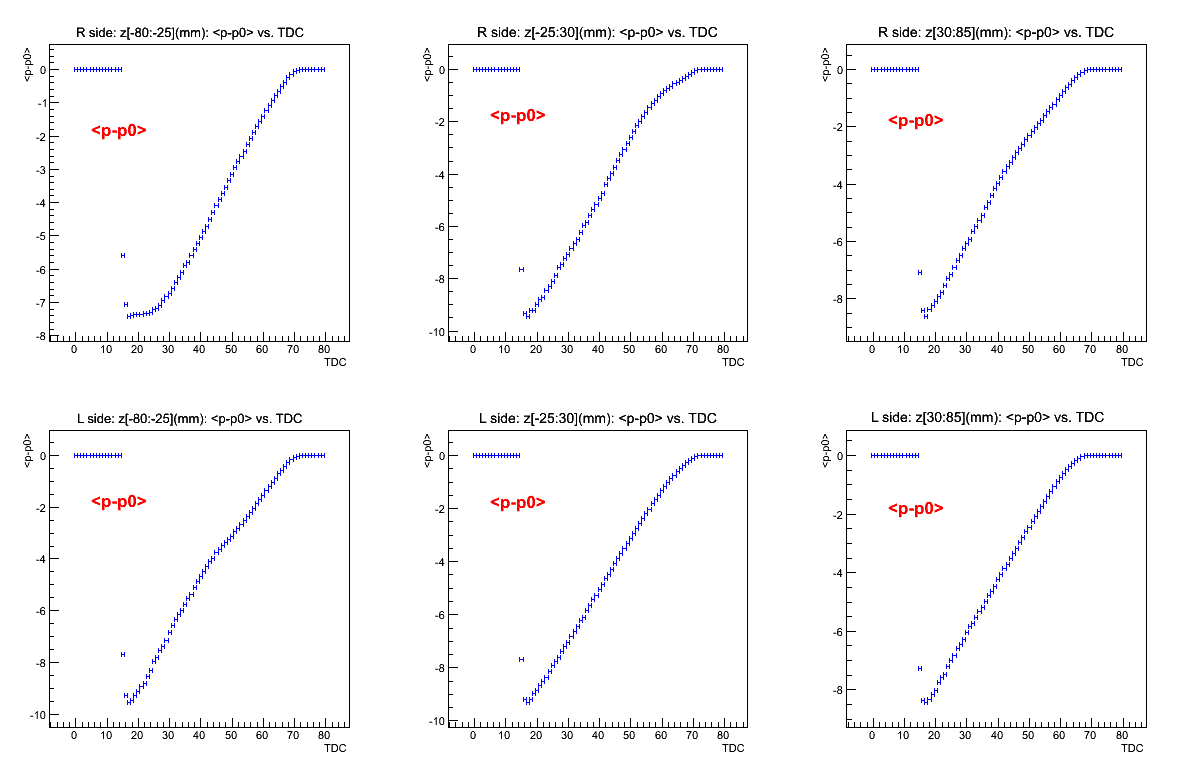 R side: z[-80:-25](mm): <p-p0> vs. TDC
<p-p0>
0
-1
-2
-3
-4
-5
-6
-7
-8
<p-p0>
0 10 20 30 40 50 60 70 80
TDC
R side: z[-25:30](mm): <p-p0> vs. TDC
<p-p0>
0
-2
-4
-6
-8
-10
<p-p0>
0 10 20 30 40 50 60 70 80
TDC
R side: z[30:85](mm): <p-p0> vs. TDC
<p-p0>
0
-2
-4
-6
-8
<p-p0>
0 10 20 30 40 50 60 70 80
TDC
L side: z[-80:-25](mm): <p-p0> vs. TDC
<p-p0>
0
-2
-4
-6
-8
-10
<p-p0>
0 10 20 30 40 50 60 70 80
TDC
L side: z[-25:30](mm): <p-p0> vs. TDC
<p-p0>
0
-2
-4
-6
-8
-10
<p-p0>
0 10 20 30 40 50 60 70 80
TDC
L side: z[30:85](mm): <p-p0> vs. TDC
<p-p0>
0
-2
-4
-6
-8
<p-p0>
0 10 20 30 40 50 60 70 80
TDC